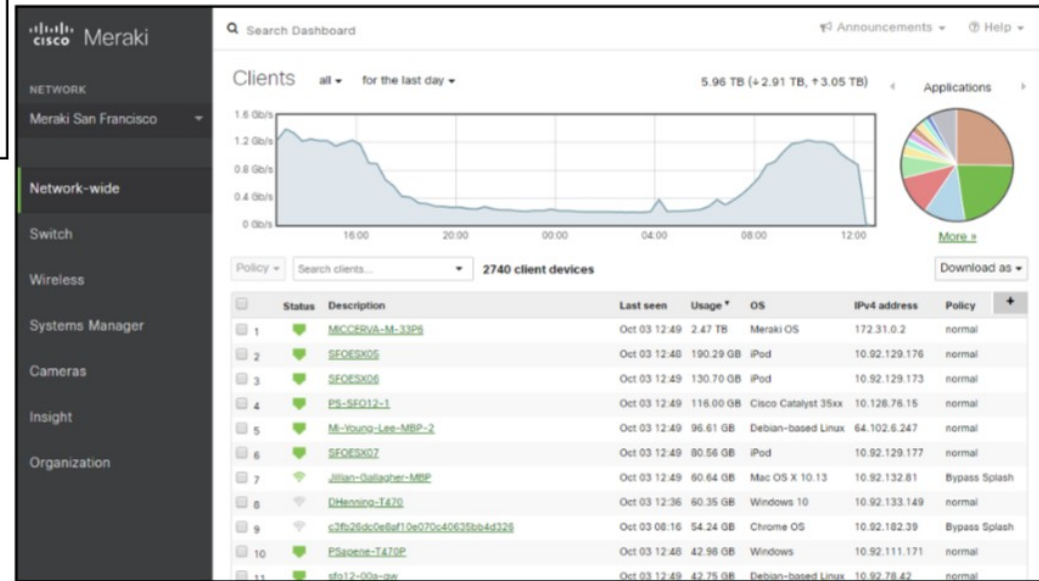 cisco Meraki
Search Dashboard
Announcements
Help
NETWORK
Meraki San Francisco
Network-wide
Switch
Wireless
Systems Manager
Cameras
Insight
Organization
Clients all for the last day
5.96 TB (↓2.91 TB, ↑3.05 TB)
Applications
1.6 Gb/s
1.2 Gb/s
0.8 Gb/s
0.4 Gb/s
0 Gb/s
16:00 20:00 00:00 04:00 08:00 12:00
More »
Policy Search clients... 2740 client devices Download as
Status Description Last seen Usage OS IPv4 address Policy +
1 MICCERVA-M-33P6 Oct 03 12:49 2.47 TB Meraki OS 172.31.0.2 normal
2 SFOESX05 Oct 03 12:48 190.29 GB iPod 10.92.129.176 normal
3 SFOESX06 Oct 03 12:49 130.70 GB iPod 10.92.129.173 normal
4 PS-SFO12-1 Oct 03 12:49 116.00 GB Cisco Catalyst 35xx 10.128.76.15 normal
5 Mi-Young-Lee-MBP-2 Oct 03 12:49 96.61 GB Debian-based Linux 64.102.6.247 normal
6 SFOESX07 Oct 03 12:49 80.56 GB iPod 10.92.129.177 normal
7 Jillian-Gallagher-MBP Oct 03 12:49 60.64 GB Mac OS X 10.13 10.92.132.81 Bypass Splash
8 DHenning-T470 Oct 03 12:36 60.35 GB Windows 10 10.92.133.149 normal
9 c3fb26dc0e8af10e070c40635bb4d326 Oct 03 08:16 54.24 GB Chrome OS 10.92.182.39 Bypass Splash
10 PSapene-T470P Oct 03 12:48 42.98 GB Windows 10.92.111.171 normal
11 sfo12-00a-gw Oct 03 12:49 42.75 GB Debian-based Linux 10.92.78.42 normal